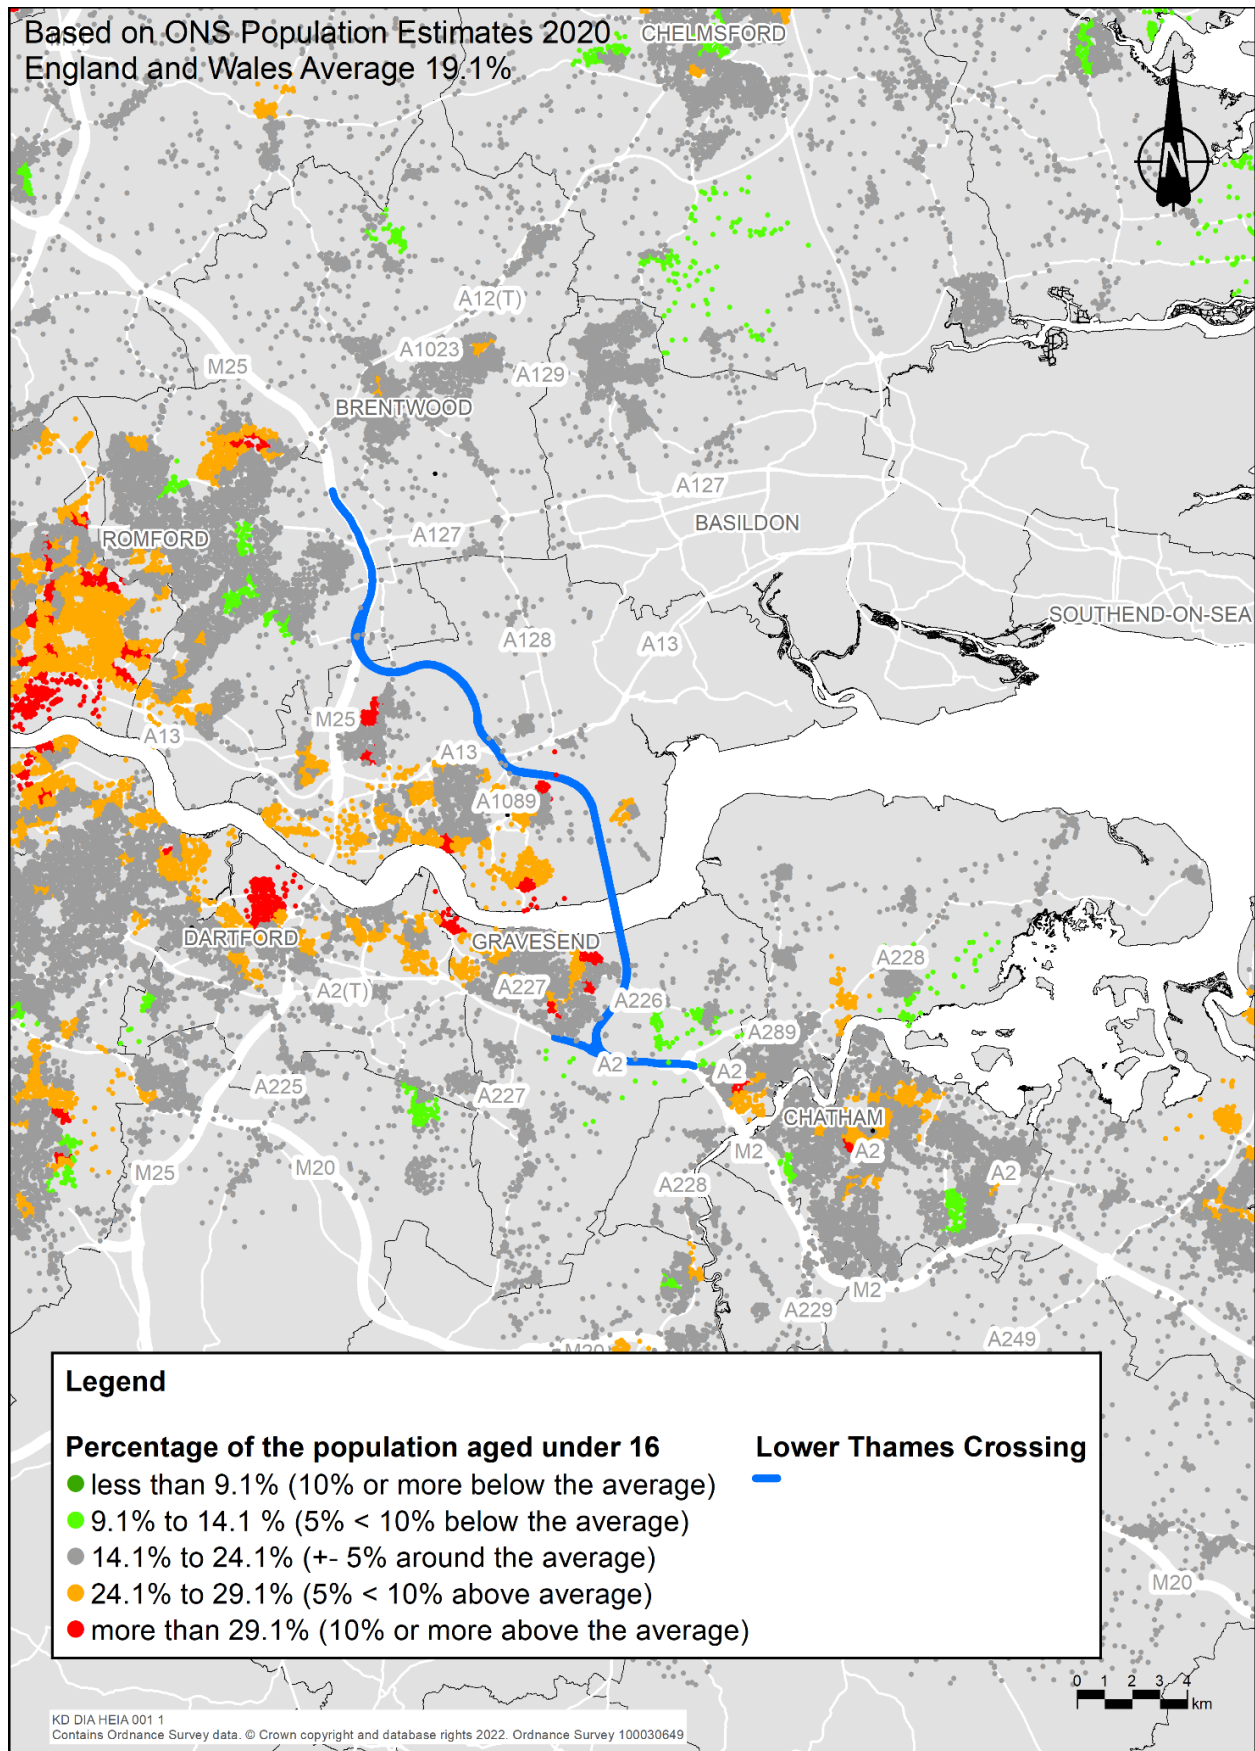 Based on ONS Population Estimates 2020
England and Wales Average 19.1%
CHELMSFORD
N
A12(T)
A1023
M25
A129
BRENTWOOD
A127
BASILDON
ROMFORD
A127
SOUTHEND-ON-SEA
A128
A13
M25
A13
A13
A1089
DARTFORD
GRAVESEND
A228
A2(T)
A227
A226
A289
A2
A2
A225
A227
CHATHAM
M2
A2
A2
M25
M20
A228
M2
A229
A249
M20
Legend
Percentage of the population aged under 16
Lower Thames Crossing
less than 9.1% (10% or more below the average)
9.1% to 14.1 % (5% < 10% below the average)
14.1% to 24.1% (+- 5% around the average)
24.1% to 29.1% (5% < 10% above average)
more than 29.1% (10% or more above the average)
M20
0 1 2 3 4
km
KD DIA HEIA 001 1
Contains Ordnance Survey data. © Crown copyright and database rights 2022. Ordnance Survey 100030649